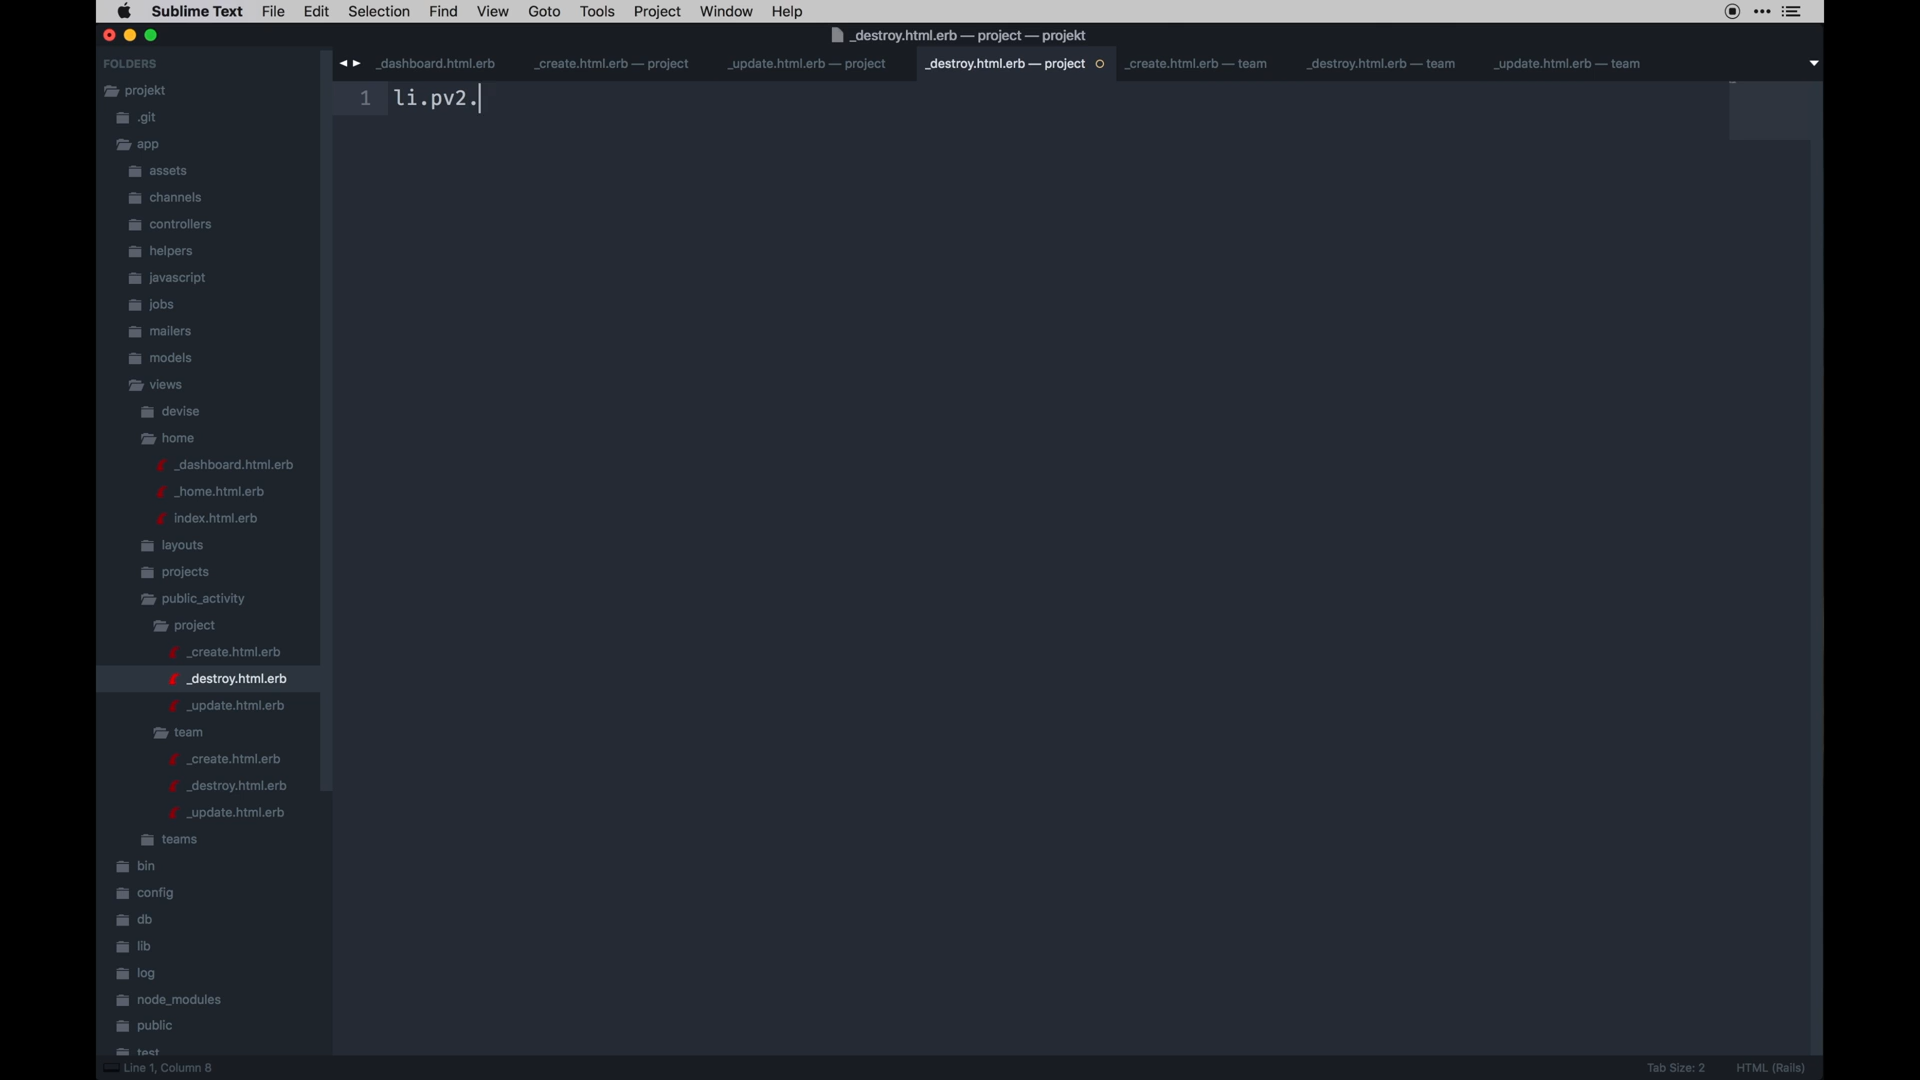 Sublime Text File Edit Selection Find View Goto Tools Project Window Help
_destroy.html.erb — project — projekt
FOLDERS
_dashboard.html.erb _create.html.erb — project _update.html.erb — project _destroy.html.erb — project _create.html.erb — team _destroy.html.erb — team _update.html.erb — team
1 li.pv2.
projekt
.git
app
assets
channels
controllers
helpers
javascript
jobs
mailers
models
views
devise
home
_dashboard.html.erb
_home.html.erb
index.html.erb
layouts
projects
public_activity
project
_create.html.erb
_destroy.html.erb
_update.html.erb
team
_create.html.erb
_destroy.html.erb
_update.html.erb
teams
bin
config
db
lib
log
node_modules
public
test
Line 1, Column 8 Tab Size: 2 HTML (Rails)